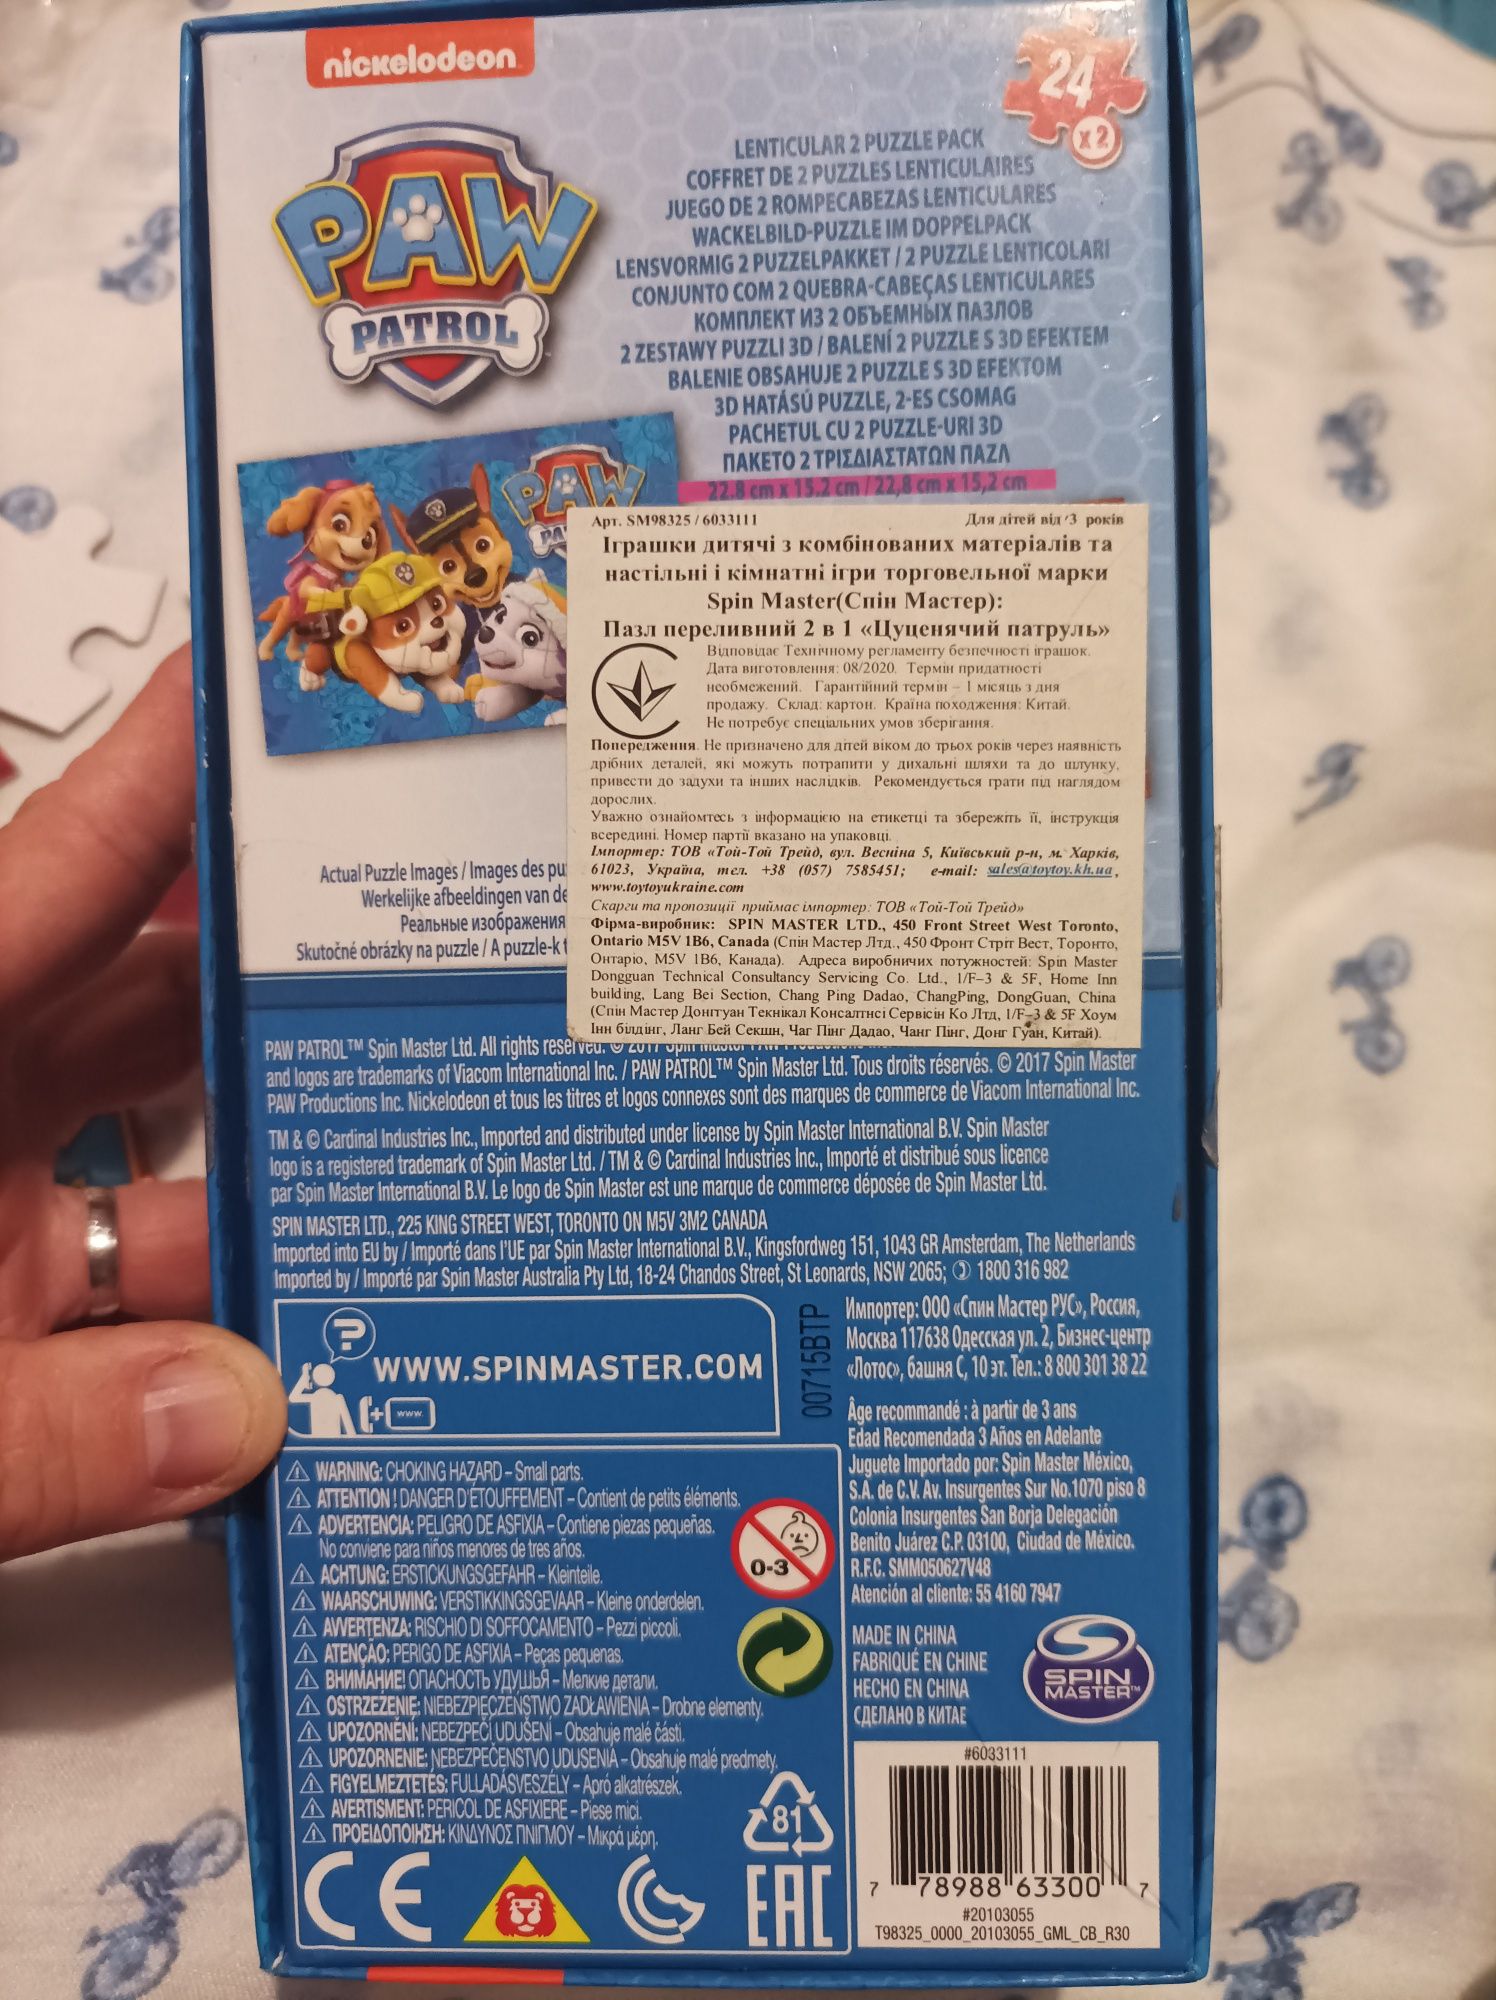 nickelodeon
24
x2
PAW
PATROL
LENTICULAR 2 PUZZLE PACK
COFFRET DE 2 PUZZLES LENTICULAIRES
JUEGO DE 2 ROMPECABEZAS LENTICULARES
WACKELBILD-PUZZLE IM DOPPELPACK
LENSVORMIG 2 PUZZELPAKKET / 2 PUZZLE LENTICOLARI
CONJUNTO COM 2 QUEBRA-CABEÇAS LENTICULARES
КОМПЛЕКТ ИЗ 2 ОБЪЕМНЫХ ПАЗЛОВ
2 ZESTAWY PUZZLI 3D / BALENÍ 2 PUZZLE S 3D EFEKTEM
BALENIE OBSAHUJE 2 PUZZLE S 3D EFEKTOM
3D HATÁSÚ PUZZLE, 2-ES CSOMAG
PACHETUL CU 2 PUZZLE-URI 3D
ΠΑΚΕΤΟ 2 ΤΡΙΣΔΙΑΣΤΑΤΩΝ ΠΑΖΛ
22.8 cm x 15.2 cm / 22,8 cm x 15,2 cm
PAW
Арт. SM98325 / 6033111 Для дітей від 3 років
Іграшки дитячі з комбінованих матеріалів та
настільні і кімнатні ігри торговельної марки
Spin Master(Спін Мастер):
Пазл переливний 2 в 1 «Цуценячий патруль»
Відповідає Технічному регламенту безпечності іграшок.
Дата виготовлення: 08/2020. Термін придатності
необмежений. Гарантійний термін – 1 місяць з дня
продажу. Склад: картон. Країна походження: Китай.
Не потребує спеціальних умов зберігання.
Попередження. Не призначено для дітей віком до трьох років через наявність
дрібних деталей, які можуть потрапити у дихальні шляхи та до шлунку,
привести до задухи та інших наслідків. Рекомендується грати під наглядом
дорослих.
Уважно ознайомтесь з інформацією на етикетці та збережіть її, інструкція
всередині. Номер партії вказано на упаковці.
Імпортер: ТОВ «Той-Той Трейд, вул. Весніна 5, Київський р-н, м. Харків,
61023, Україна, тел. +38 (057) 7585451; e-mail: sales@toytoy.kh.ua,
www.toytoyukraine.com
Скарги та пропозиції приймає імпортер: ТОВ «Той-Той Трейд»
Фірма-виробник: SPIN MASTER LTD., 450 Front Street West Toronto,
Ontario M5V 1B6, Canada (Спін Мастер Лтд., 450 Фронт Стріт Вест, Торонто,
Онтаріо, M5V 1B6, Канада). Адреса виробничих потужностей: Spin Master
Dongguan Technical Consultancy Servicing Co. Ltd., 1/F–3 & 5F, Home Inn
building, Lang Bei Section, Chang Ping Dadao, ChangPing, DongGuan, China
(Спін Мастер Донггуан Текнікал Консалтнсі Сервісін Ко Лтд, 1/F–3 & 5F Хоум
Інн білдінг, Ланг Бей Секшн, Чаг Пінг Дадао, Чанг Пінг, Донг Гуан, Китай).
Actual Puzzle Images / Images des pu
Werkelijke afbeeldingen van de
Реальные изображения
Skutočné obrázky na puzzle / A puzzle-k
PAW PATROL™ Spin Master Ltd. All rights reserved. © 2017
and logos are trademarks of Viacom International Inc. / PAW PATROL™ Spin Master Ltd. Tous droits réservés. © 2017 Spin Master
PAW Productions Inc. Nickelodeon et tous les titres et logos connexes sont des marques de commerce de Viacom International Inc.
TM & © Cardinal Industries Inc., Imported and distributed under license by Spin Master International B.V. Spin Master
logo is a registered trademark of Spin Master Ltd. / TM & © Cardinal Industries Inc., Importé et distribué sous licence
par Spin Master International B.V. Le logo de Spin Master est une marque de commerce déposée de Spin Master Ltd.
SPIN MASTER LTD., 225 KING STREET WEST, TORONTO ON M5V 3M2 CANADA
Imported into EU by / Importé dans l'UE par Spin Master International B.V., Kingsfordweg 151, 1043 GR Amsterdam, The Netherlands
Imported by / Importé par Spin Master Australia Pty Ltd, 18-24 Chandos Street, St Leonards, NSW 2065; 1800 316 982
?
WWW.SPINMASTER.COM
+ www.
00715BTP
Импортер: ООО «Спин Мастер РУС», Россия,
Москва 117638 Одесская ул. 2, Бизнес-центр
«Лотос», башня С, 10 эт. Тел.: 8 800 301 38 22
Âge recommandé : à partir de 3 ans
Edad Recomendada 3 Años en Adelante
Juguete Importado por: Spin Master México,
S.A. de C.V. Av. Insurgentes Sur No.1070 piso 8
Colonia Insurgentes San Borja Delegación
Benito Juárez C.P. 03100, Ciudad de México.
R.F.C. SMM050627V48
Atención al cliente: 55 4160 7947
WARNING: CHOKING HAZARD – Small parts.
ATTENTION ! DANGER D'ÉTOUFFEMENT – Contient de petits éléments.
ADVERTENCIA: PELIGRO DE ASFIXIA – Contiene piezas pequeñas.
No conviene para niños menores de tres años.
ACHTUNG: ERSTICKUNGSGEFAHR – Kleinteile.
WAARSCHUWING: VERSTIKKINGSGEVAAR – Kleine onderdelen.
AVVERTENZA: RISCHIO DI SOFFOCAMENTO – Pezzi piccoli.
ATENÇÃO: PERIGO DE ASFIXIA – Peças pequenas.
ВНИМАНИЕ! ОПАСНОСТЬ УДУШЬЯ – Мелкие детали.
OSTRZEŻENIE: NIEBEZPIECZEŃSTWO ZADŁAWIENIA – Drobne elementy.
UPOZORNĚNÍ: NEBEZPEČÍ UDUŠENÍ – Obsahuje malé části.
UPOZORNENIE: NEBEZPEČENSTVO UDUSENIA – Obsahuje malé predmety.
FIGYELMEZTETÉS: FULLADÁSVESZÉLY – Apró alkatrészek.
AVERTISMENT: PERICOL DE ASFIXIERE – Piese mici.
ΠΡΟΕΙΔΟΠΟΙΗΣΗ: ΚΙΝΔΥΝΟΣ ΠΝΙΓΜΟΥ – Μικρά μέρη.
0-3
MADE IN CHINA
FABRIQUÉ EN CHINE
HECHO EN CHINA
СДЕЛАНО В КИТАЕ
SPIN
MASTER™
81
CE
EAC
#6033111
7 78988 63300 7
#20103055
T98325_0000_20103055_GML_CB_R30